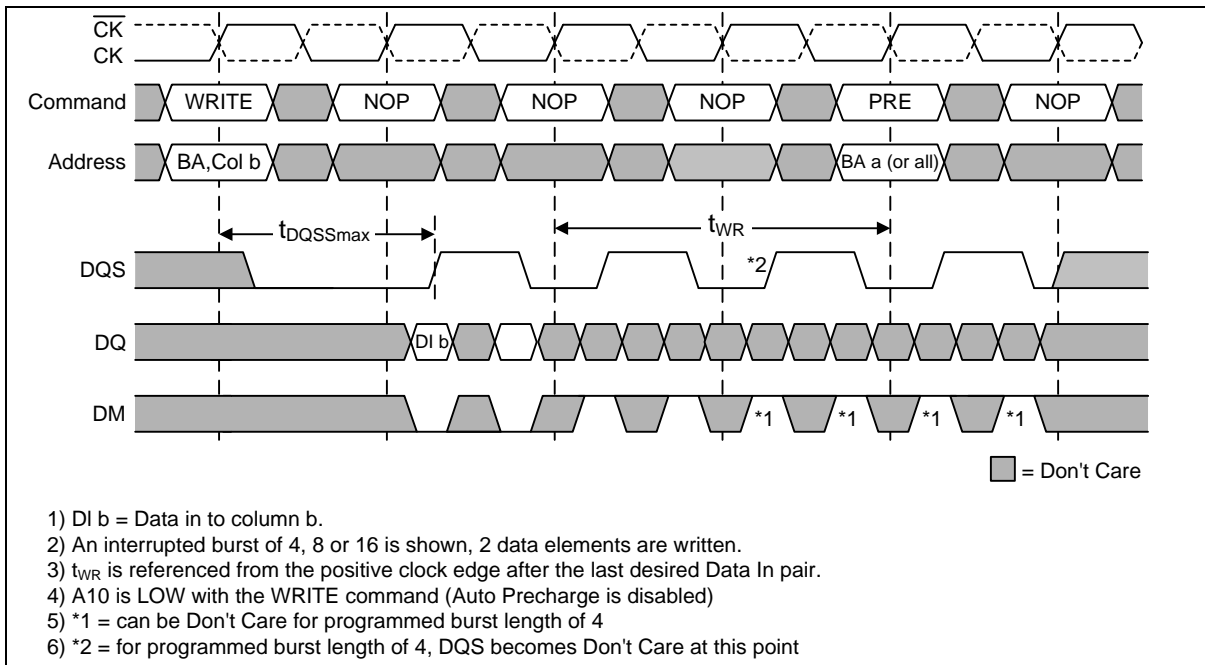 CK
CK
Command WRITE NOP NOP NOP PRE NOP
Address BA,Col b BA a (or all)
tDQSSmax tWR
DQS *2
DQ DI b
DM *1 *1 *1 *1
= Don't Care
1) DI b = Data in to column b.
2) An interrupted burst of 4, 8 or 16 is shown, 2 data elements are written.
3) tWR is referenced from the positive clock edge after the last desired Data In pair.
4) A10 is LOW with the WRITE command (Auto Precharge is disabled)
5) *1 = can be Don't Care for programmed burst length of 4
6) *2 = for programmed burst length of 4, DQS becomes Don't Care at this point